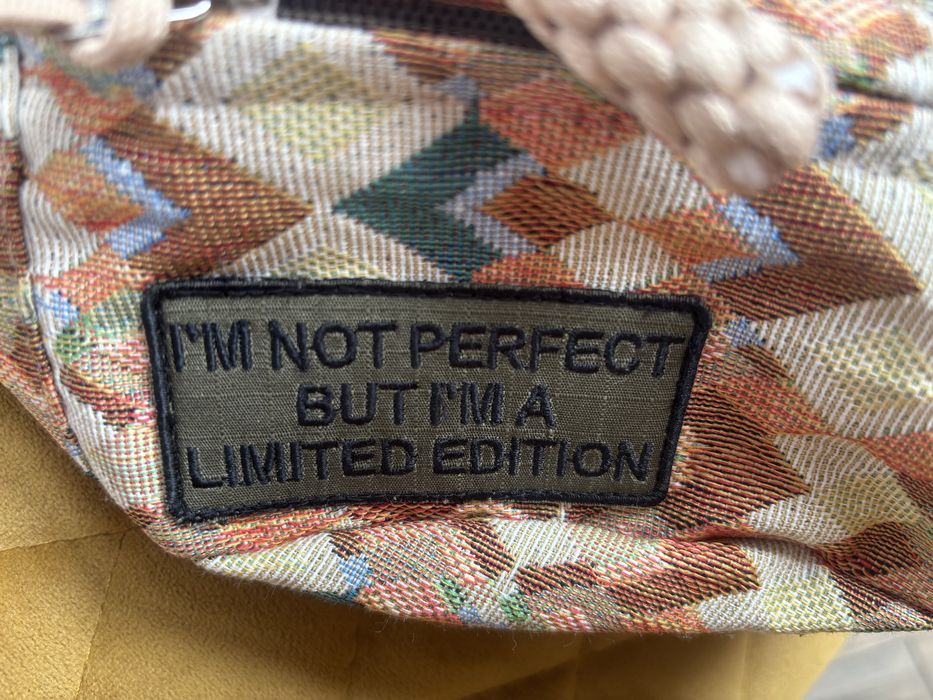 I'M NOT PERFECT
BUT I'M A
LIMITED EDITION